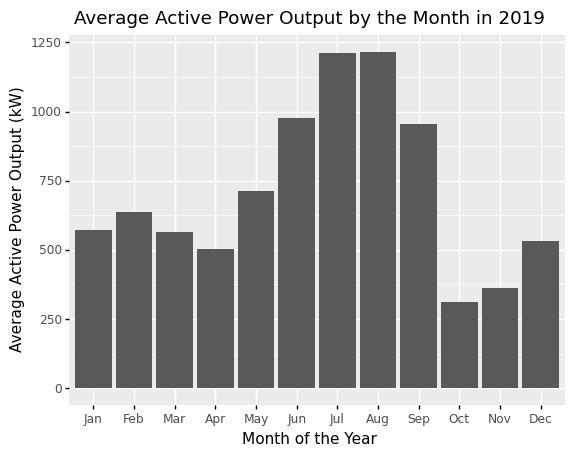 Average Active Power Output by the Month in 2019
Average Active Power Output (kW)
1250
1000
750
500
250
0
Jan Feb Mar Apr May Jun Jul Aug Sep Oct Nov Dec
Month of the Year